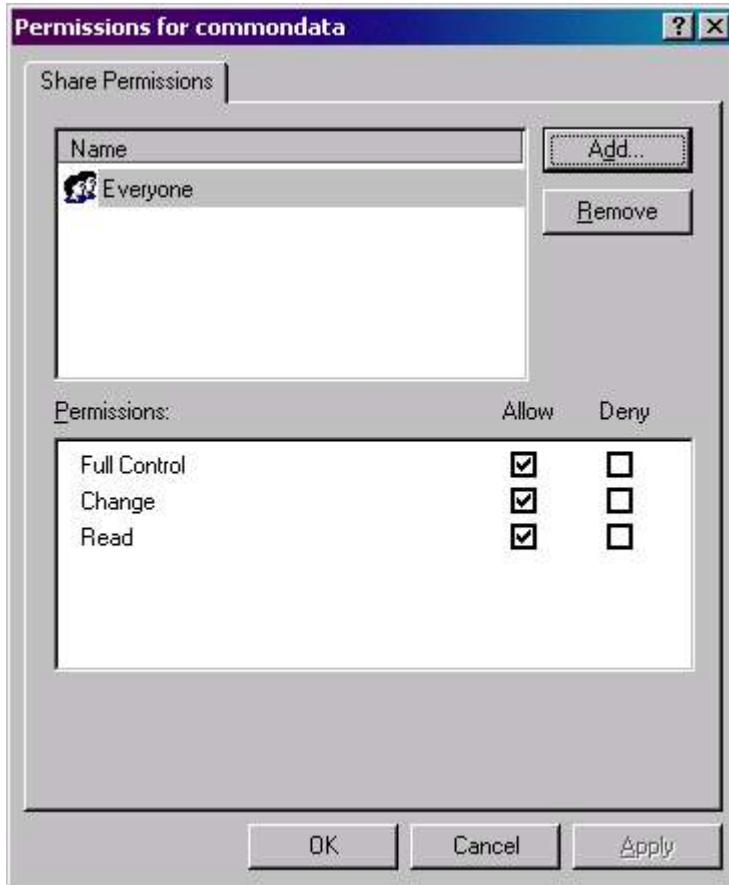 Permissions for commondata
Share Permissions
Name
Add...
Everyone
Remove
Permissions: Allow Deny
Full Control
Change
Read
OK Cancel Apply